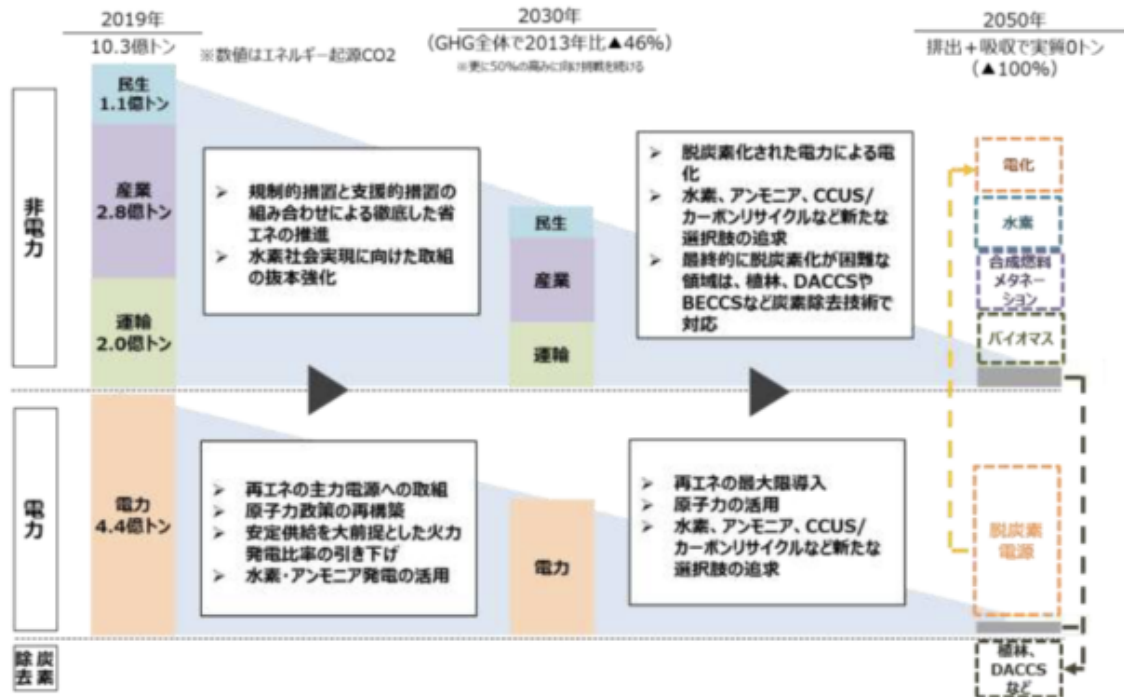 2019年
10.3億トン
※数値はエネルギー起源CO2
2030年
(GHG全体で2013年比▲46%)
※更に50%の高みに向け挑戦を続ける
2050年
排出＋吸収で実質0トン
(▲100%)
非電力
民生
1.1億トン
産業
2.8億トン
運輸
2.0億トン
➢ 規制的措置と支援的措置の
組み合わせによる徹底した省
エネの推進
➢ 水素社会実現に向けた取組
の抜本強化
民生
産業
運輸
➢ 脱炭素化された電力による電
化
➢ 水素、アンモニア、CCUS/
カーボンリサイクルなど新たな
選択肢の追求
➢ 最終的に脱炭素化が困難な
領域は、植林、DACCSや
BECCSなど炭素除去技術で
対応
電化
水素
合成燃料
メタネー
ション
バイオマス
電力
電力
4.4億トン
➢ 再エネの主力電源への取組
➢ 原子力政策の再構築
➢ 安定供給を大前提とした火力
発電比率の引き下げ
➢ 水素・アンモニア発電の活用
電力
➢ 再エネの最大限導入
➢ 原子力の活用
➢ 水素、アンモニア、CCUS/
カーボンリサイクルなど新たな
選択肢の追求
脱炭素
電源
炭素
除去
植林、
DACCS
など